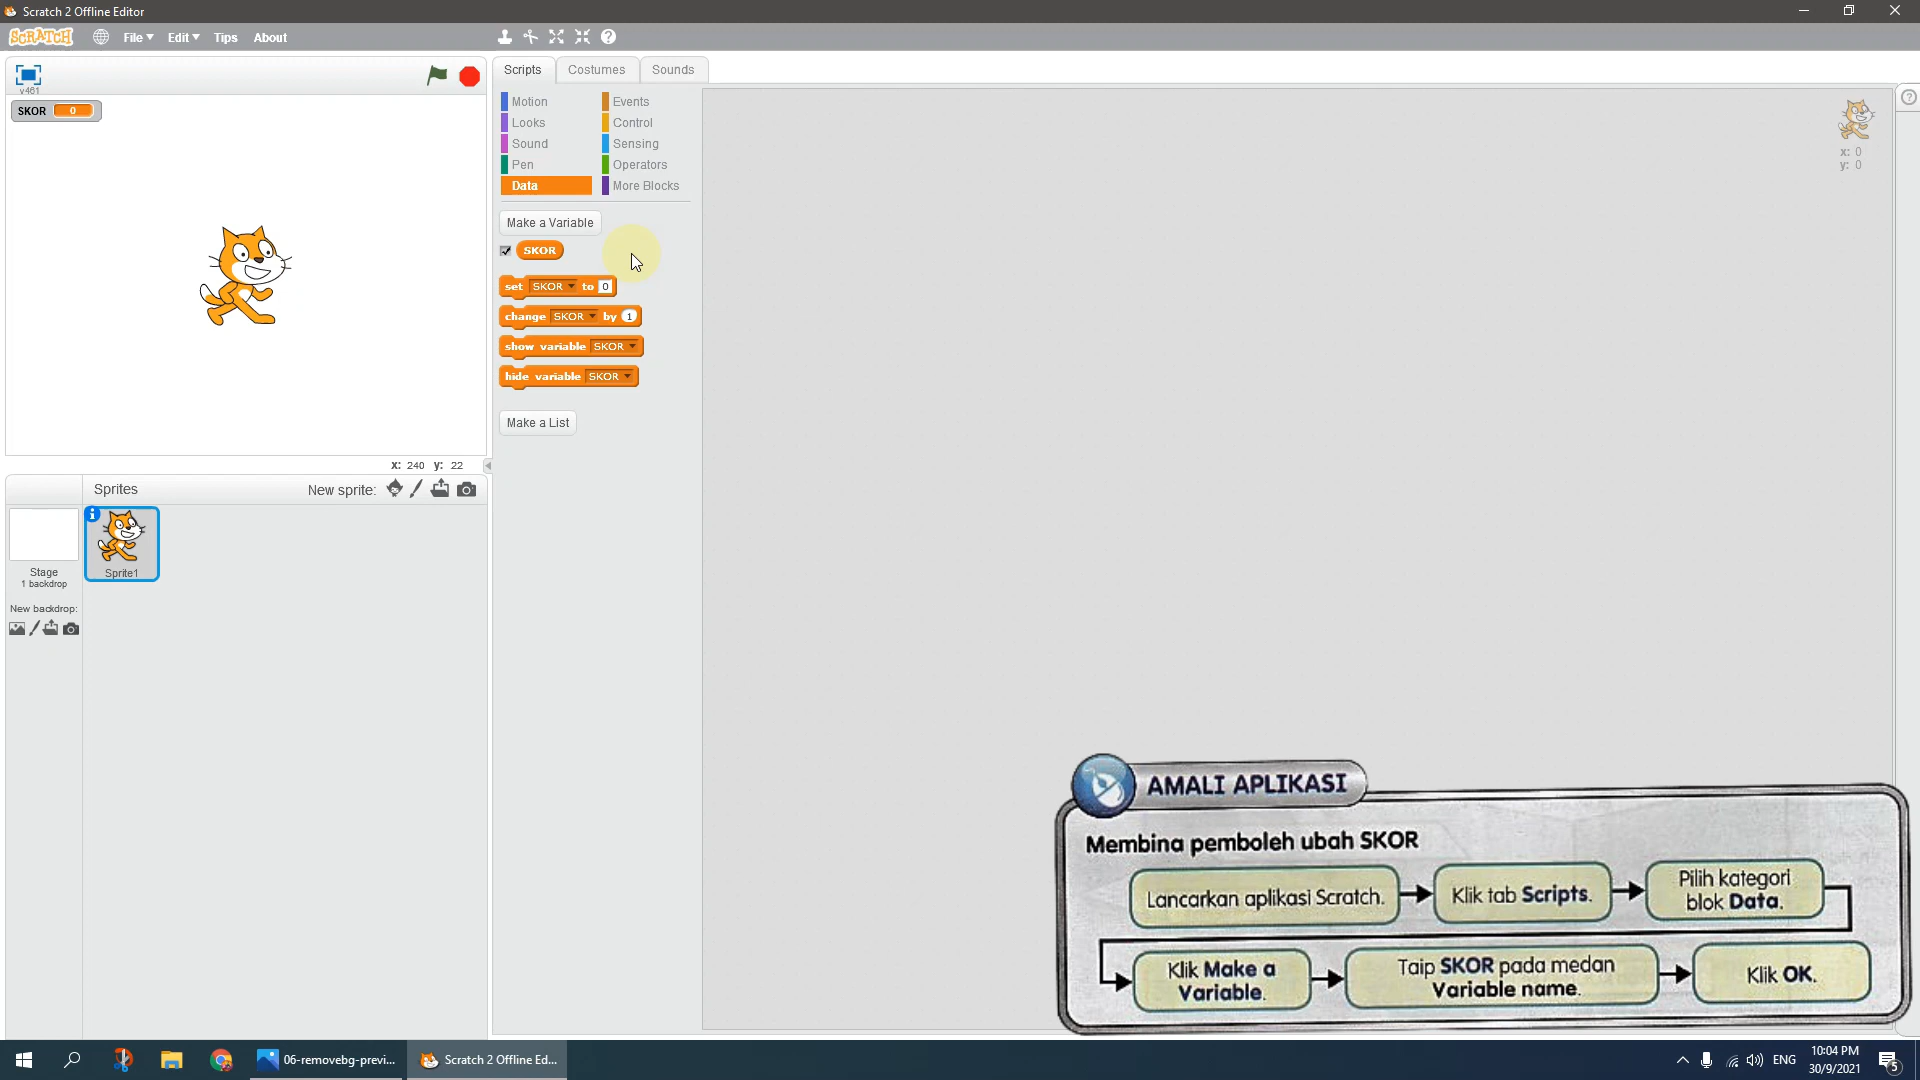 Scratch 2 Offline Editor
SCRATCH
File
Edit
Tips
About
v461
SKOR 0
x: 240 y: 22
Sprites
New sprite:
Sprite1
Stage
1 backdrop
New backdrop:
Scripts
Costumes
Sounds
Motion
Looks
Sound
Pen
Data
Events
Control
Sensing
Operators
More Blocks
Make a Variable
SKOR
set SKOR to 0
change SKOR by 1
show variable SKOR
hide variable SKOR
Make a List
x: 0
y: 0
AMALI APLIKASI
Membina pemboleh ubah SKOR
Lancarkan aplikasi Scratch.
Klik tab Scripts.
Pilih kategori
blok Data.
Klik Make a
Variable.
Taip SKOR pada medan
Variable name.
Klik OK.
06-removebg-previ...
Scratch 2 Offline Ed...
ENG
10:04 PM
30/9/2021
5